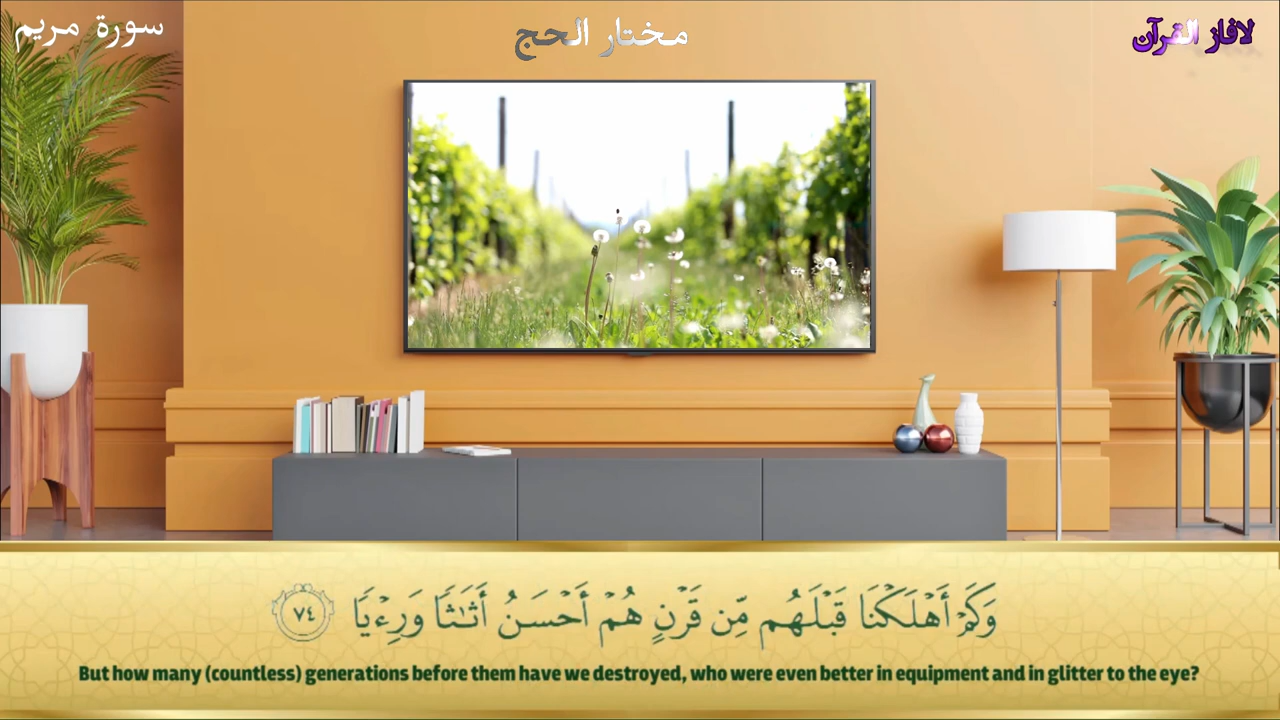 سورة مريم
مختار الحج
لافاز القرآن
وَكَمْ أَهْلَكْنَا قَبْلَهُم مِّن قَرْنٍ هُمْ أَحْسَنُ أَثَٰثًا وَرِءْيًا ٧٤
But how many (countless) generations before them have we destroyed, who were even better in equipment and in glitter to the eye?